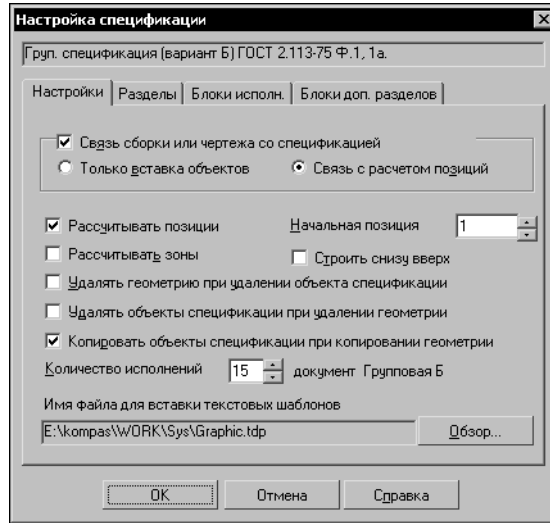 Настройка спецификации
Груп. спецификация (вариант Б) ГОСТ 2.113-75 Ф.1, 1а.
Настройки Разделы Блоки исполн. Блоки доп. разделов
Связь сборки или чертежа со спецификацией
Только вставка объектов Связь с расчетом позиций
Рассчитывать позиции Начальная позиция 1
Рассчитывать зоны Строить снизу вверх
Удалять геометрию при удалении объекта спецификации
Удалять объекты спецификации при удалении геометрии
Копировать объекты спецификации при копировании геометрии
Количество исполнений 15 документ Групповая Б
Имя файла для вставки текстовых шаблонов
E:\kompas\WORK\Sys\Graphic.tdp Обзор...
OK Отмена Справка